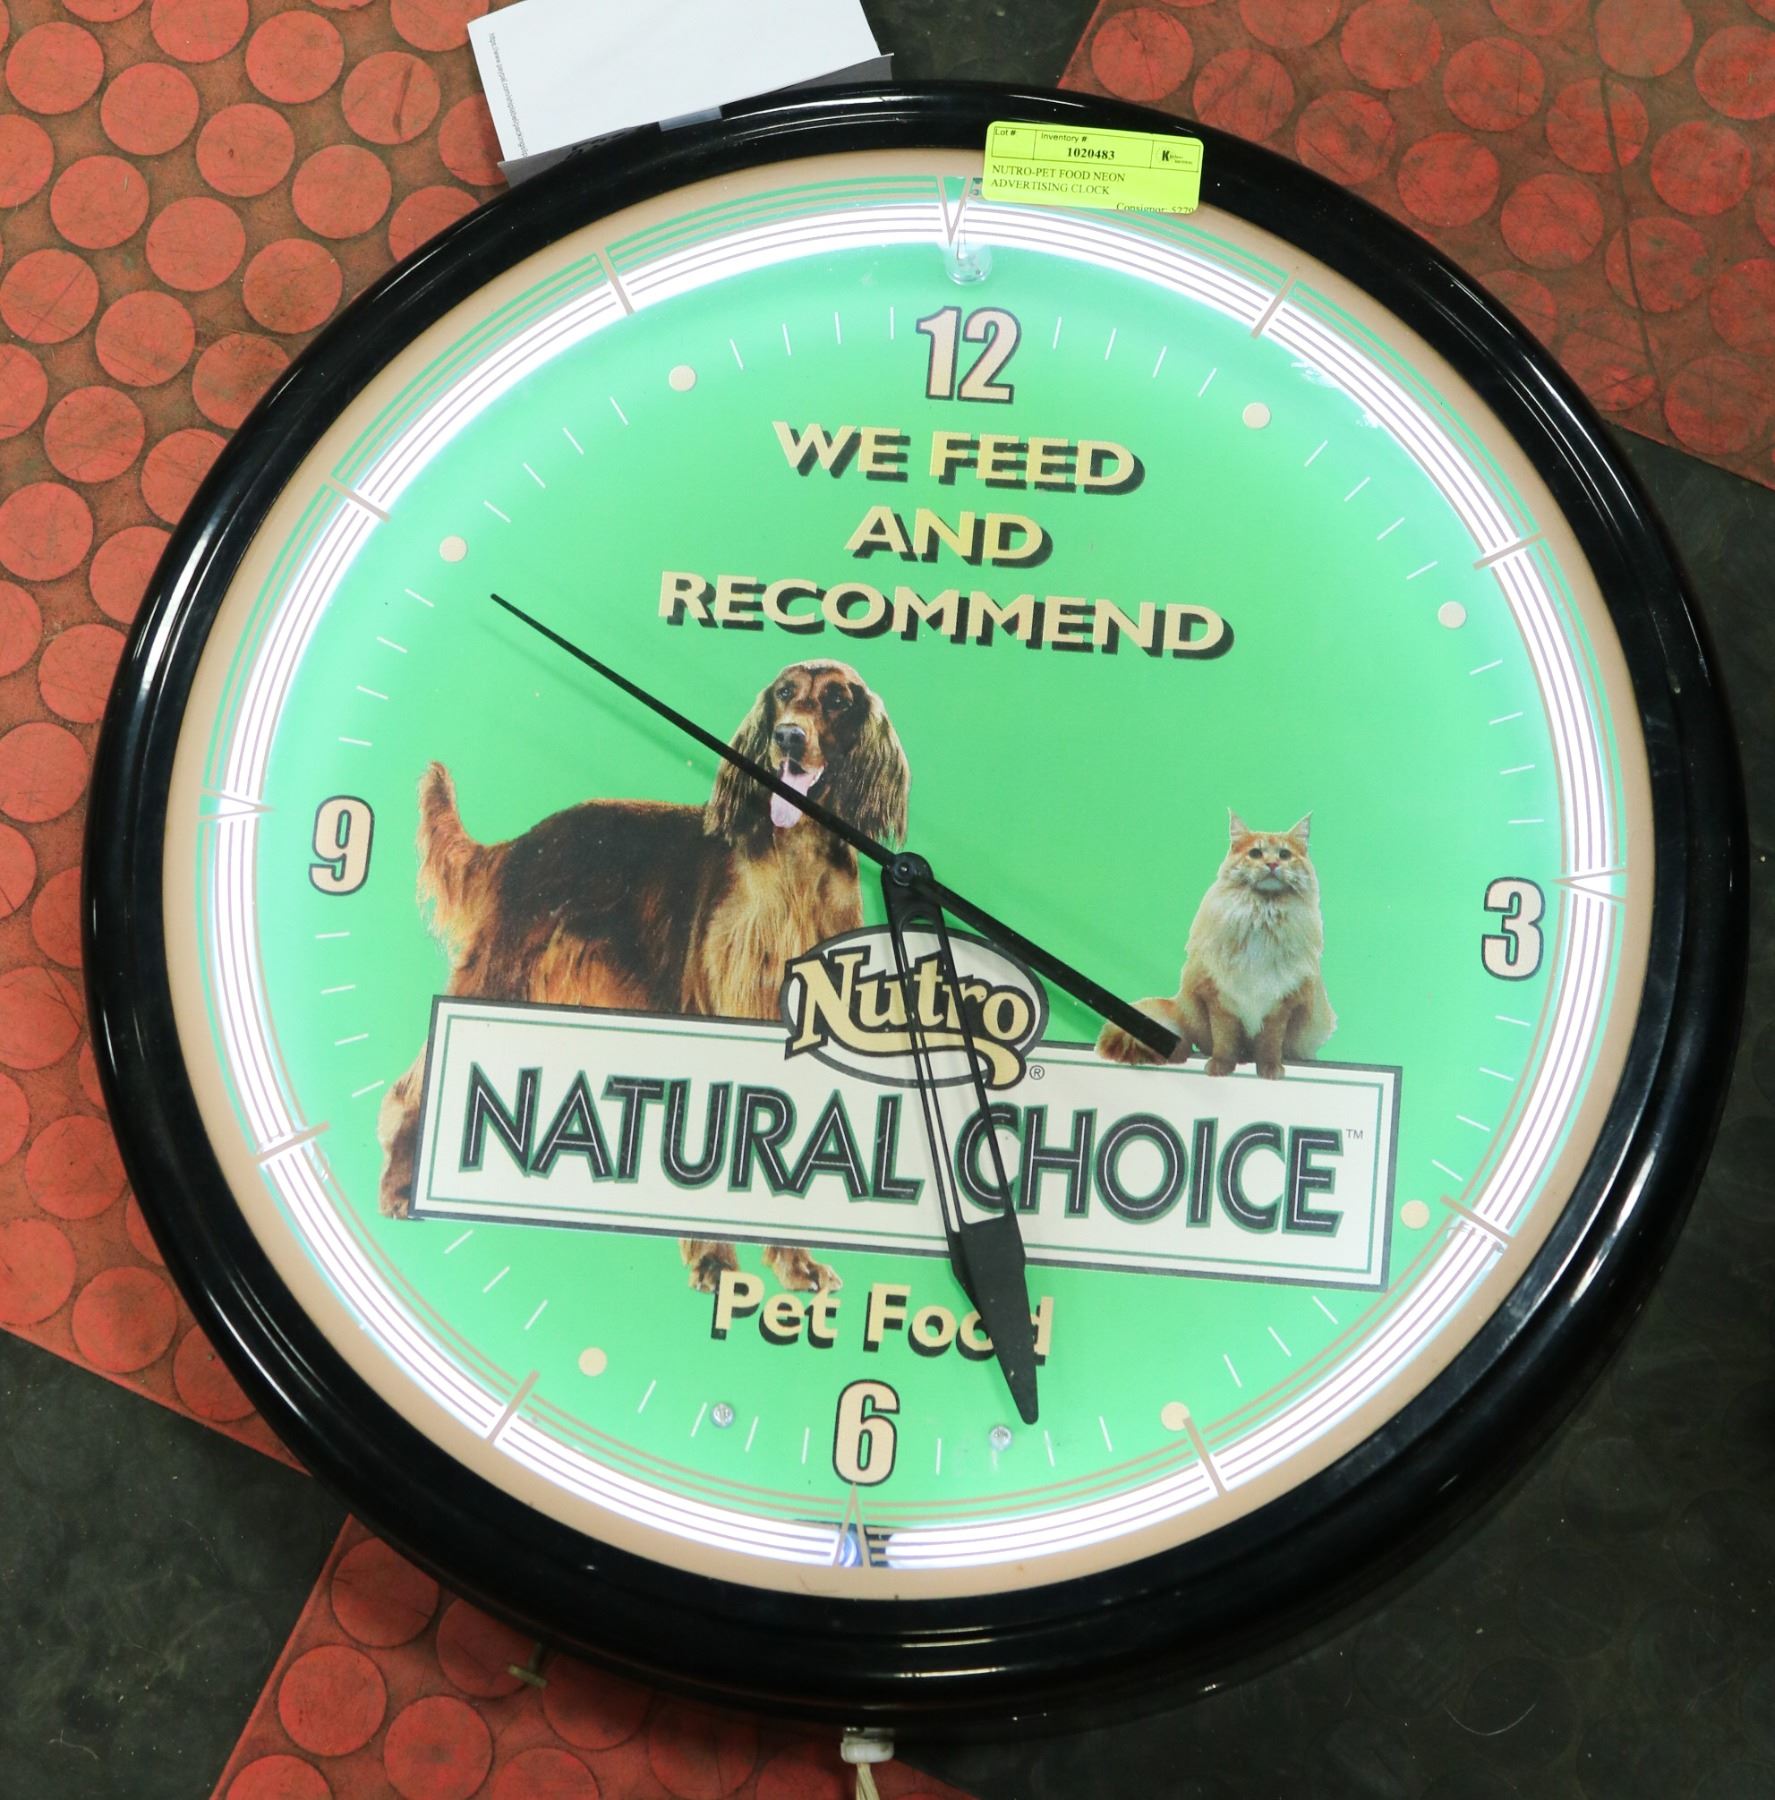 Lot #: Inventory #
1020483
NUTRO-PET FOOD NEON
ADVERTISING CLOCK
12
WE FEED
AND
RECOMMEND
9
3
Nutro ®
NATURAL CHOICE ™
Pet Food
6